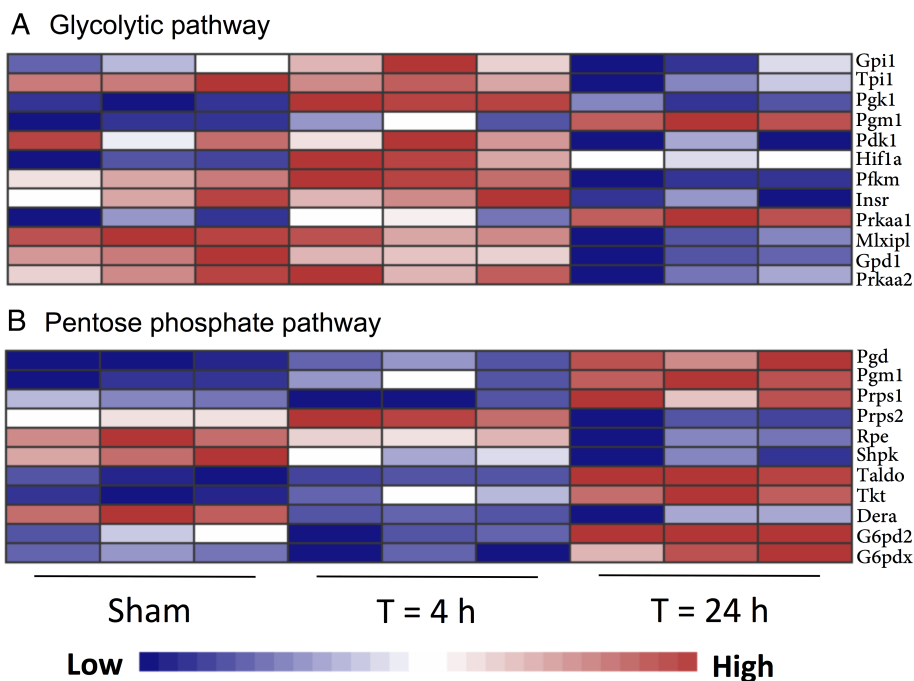 A Glycolytic pathway
Gpi1
Tpi1
Pgk1
Pgm1
Pdk1
Hif1a
Pfkm
Insr
Prkaa1
Mlxipl
Gpd1
Prkaa2
B Pentose phosphate pathway
Pgd
Pgm1
Prps1
Prps2
Rpe
Shpk
Taldo
Tkt
Dera
G6pd2
G6pdx
Sham T = 4 h T = 24 h
Low High